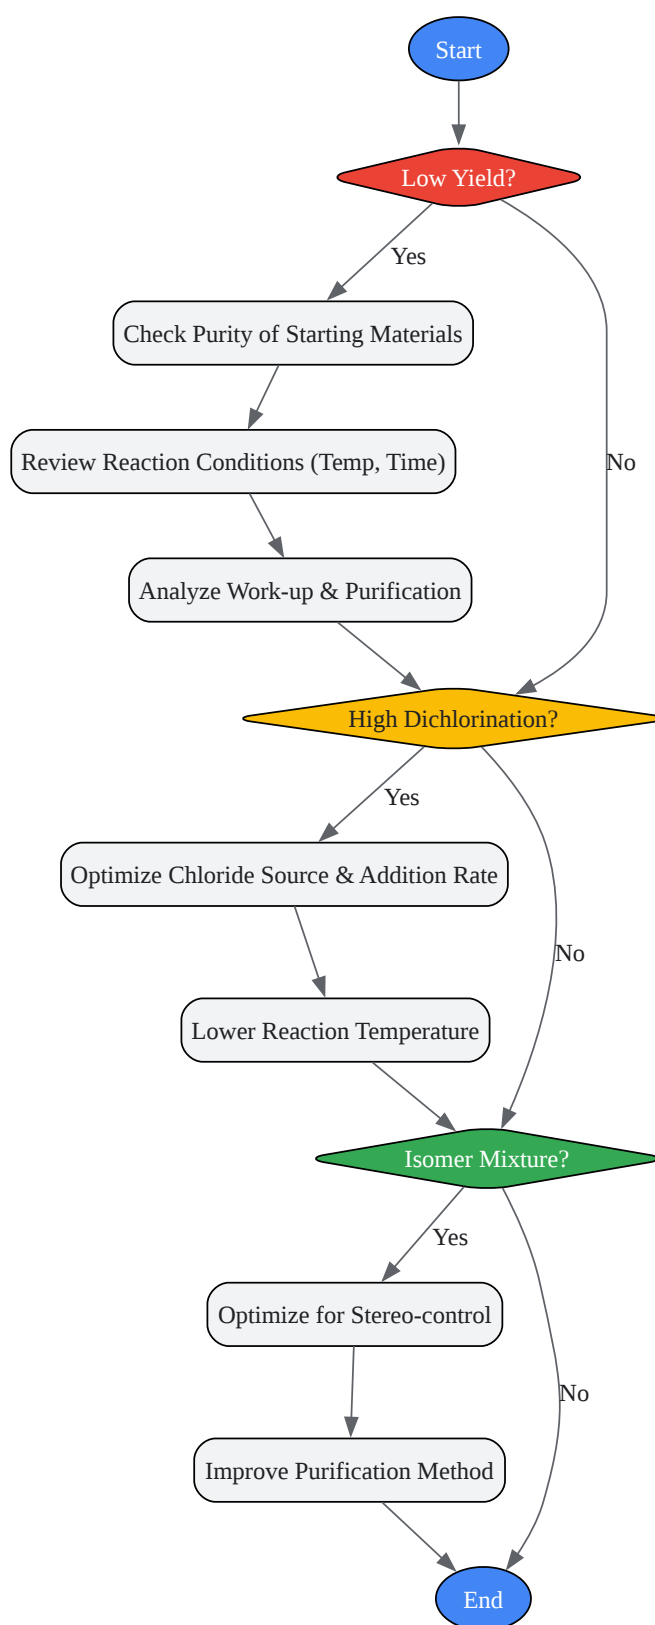 Start
Low Yield?
Yes
Check Purity of Starting Materials
No
Review Reaction Conditions (Temp, Time)
Analyze Work-up & Purification
High Dichlorination?
Yes
Optimize Chloride Source & Addition Rate
No
Lower Reaction Temperature
Isomer Mixture?
Yes
Optimize for Stereo-control
No
Improve Purification Method
End